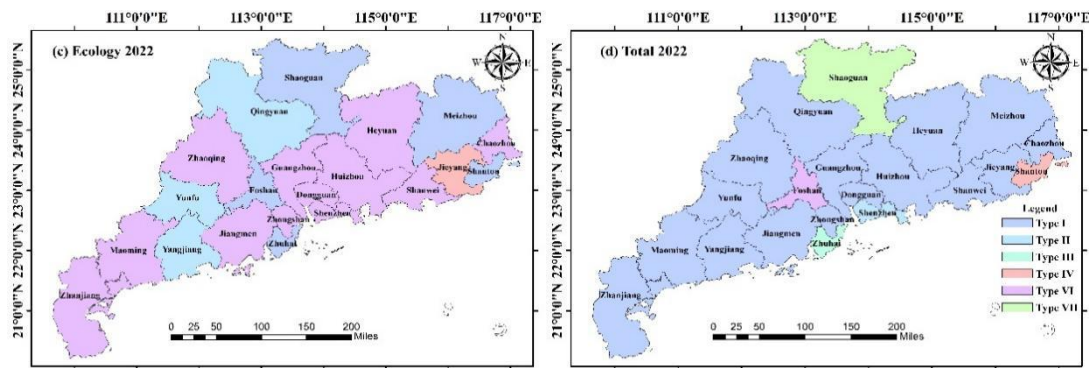 111°0'0"E 113°0'0"E 115°0'0"E 117°0'0"E
(c) Ecology 2022
N
W E
S
25°0'0"N
24°0'0"N
23°0'0"N
22°0'0"N
21°0'0"N
Shaoguan
Qingyuan
Meizhou
Heyuan
Chaozhou
Zhaoqing
Guangzhou
Jieyang
Huizhou
Shantou
Foshan
Shanwei
Yunfu
Dongguan
Shenzhen
Zhongshan
Jiangmen
Zhuhai
Maoming
Yangjiang
Zhanjiang
0 25 50 100 150 200
Miles
111°0'0"E 113°0'0"E 115°0'0"E 117°0'0"E
(d) Total 2022
N
W E
S
25°0'0"N
24°0'0"N
23°0'0"N
22°0'0"N
21°0'0"N
Shaoguan
Qingyuan
Meizhou
Heyuan
Chaozhou
Zhaoqing
Guangzhou
Jieyang
Huizhou
Shantou
Foshan
Shanwei
Yunfu
Dongguan
Shenzhen
Zhongshan
Jiangmen
Zhuhai
Maoming
Yangjiang
Zhanjiang
Legend
Type I
Type II
Type III
Type IV
Type VI
Type VII
0 25 50 100 150 200
Miles